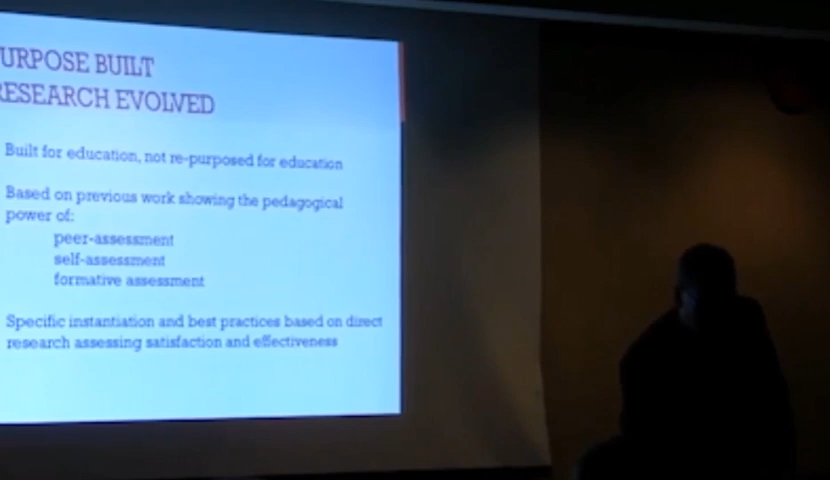 URPOSE BUILT
RESEARCH EVOLVED
Built for education, not re-purposed for education
Based on previous work showing the pedagogical
power of:
peer-assessment
self-assessment
formative assessment
Specific instantiation and best practices based on direct
research assessing satisfaction and effectiveness